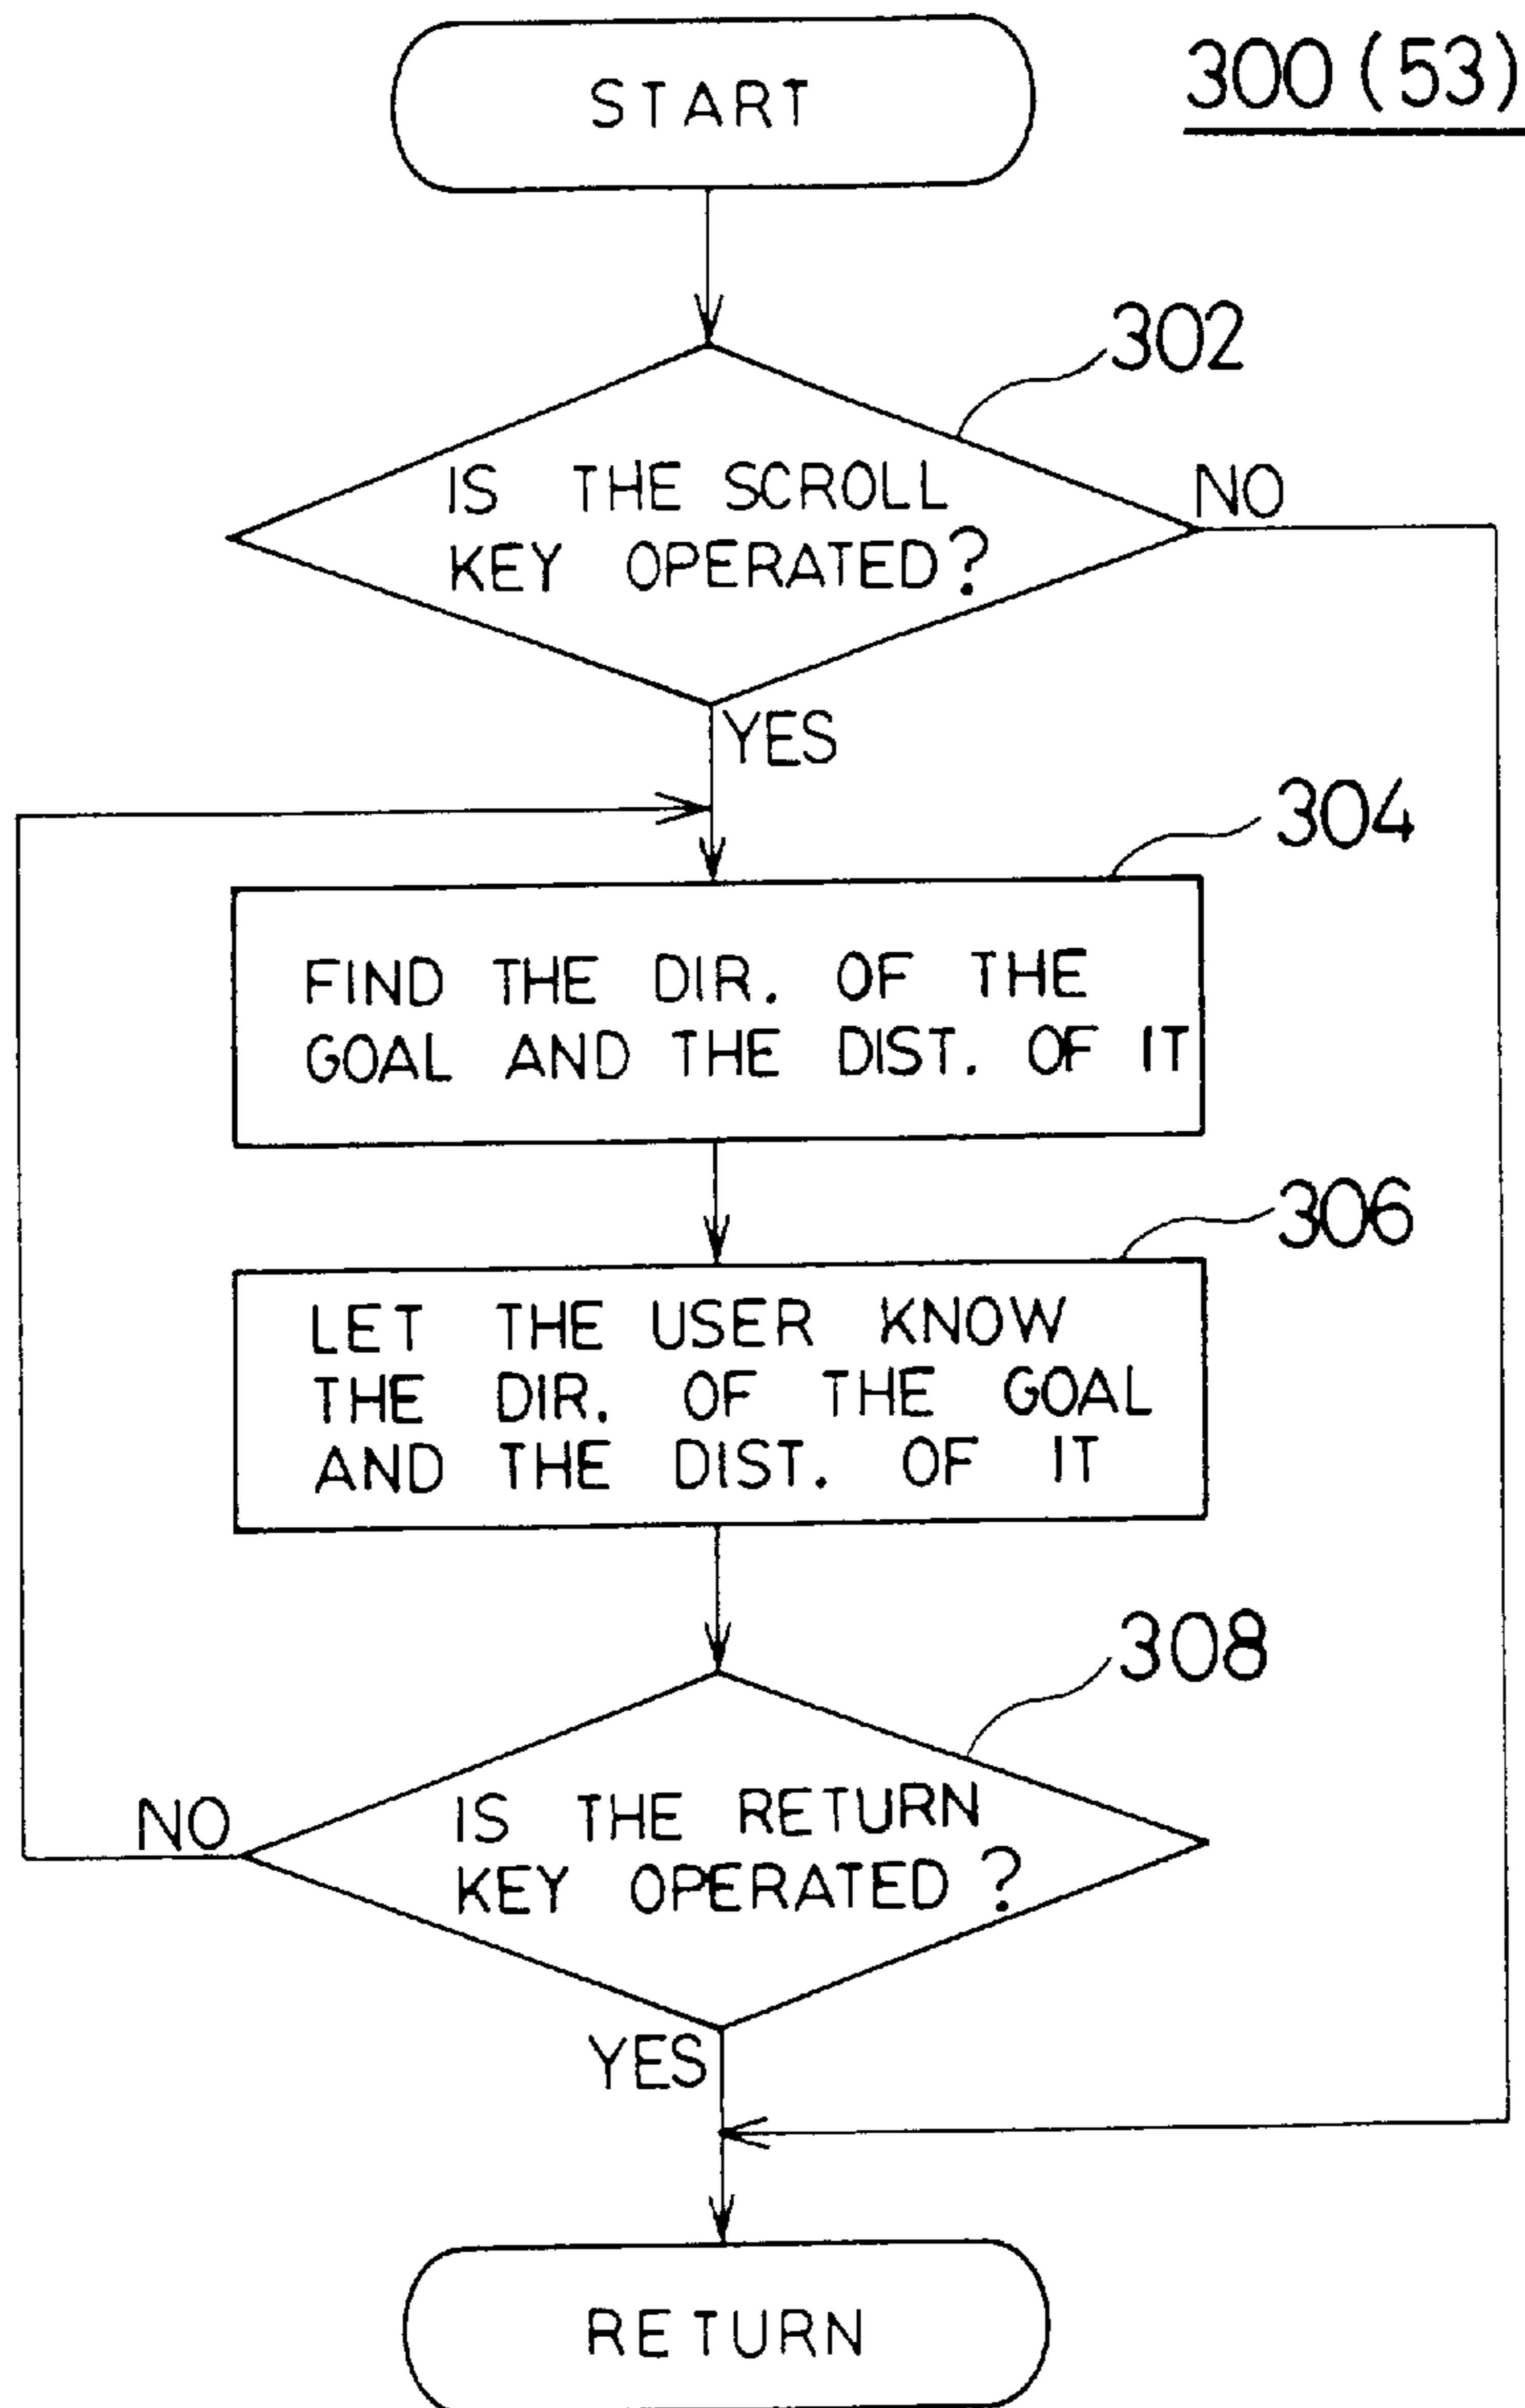 START
300 (53)
302
IS THE SCROLL
KEY OPERATED?
NO
YES
304
FIND THE DIR. OF THE
GOAL AND THE DIST. OF IT
306
LET THE USER KNOW
THE DIR. OF THE GOAL
AND THE DIST. OF IT
308
IS THE RETURN
KEY OPERATED ?
NO
YES
RETURN